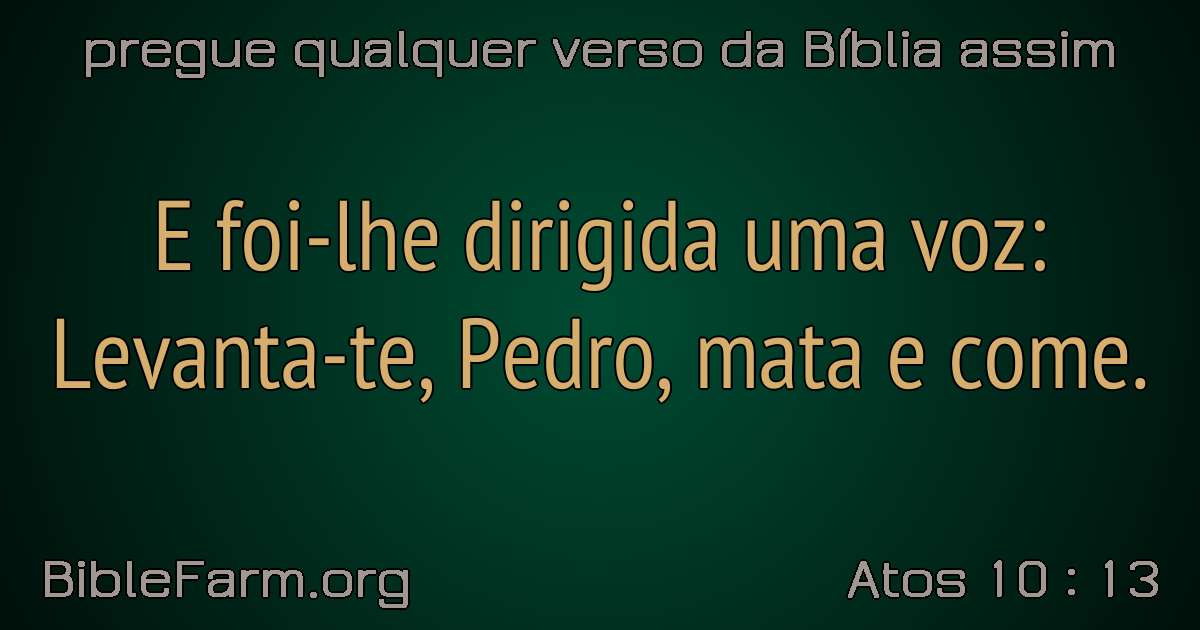 pregue qualquer verso da Bíblia assim
E foi-lhe dirigida uma voz:
Levanta-te, Pedro, mata e come.
BibleFarm.org
Atos 10 : 13